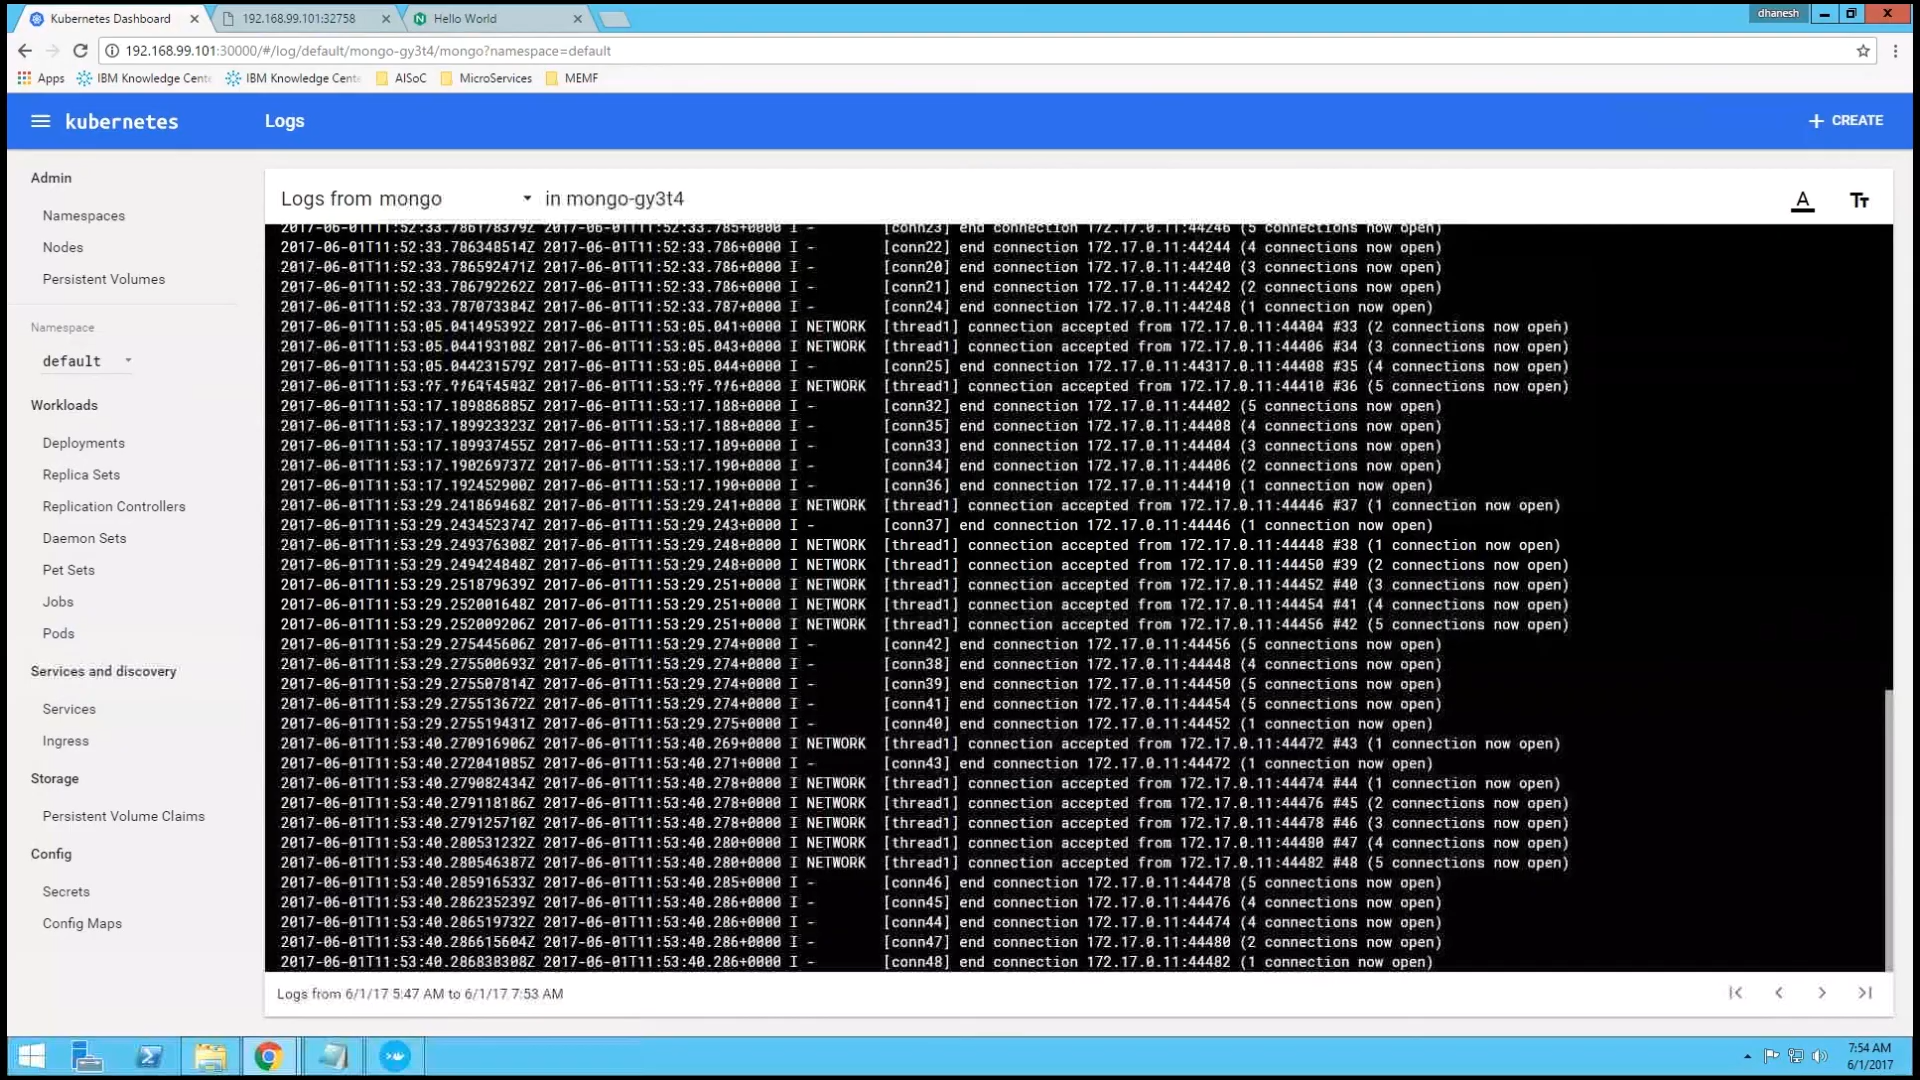 Kubernetes Dashboard
192.168.99.101:32758
Hello World
dhanesh
192.168.99.101:30000/#/log/default/mongo-gy3t4/mongo?namespace=default
Apps
IBM Knowledge Cente
IBM Knowledge Cente
AISoC
MicroServices
MEMF
kubernetes
Logs
+ CREATE
Admin
Namespaces
Nodes
Persistent Volumes
Namespace
default
Workloads
Deployments
Replica Sets
Replication Controllers
Daemon Sets
Pet Sets
Jobs
Pods
Services and discovery
Services
Ingress
Storage
Persistent Volume Claims
Config
Secrets
Config Maps
Logs from mongo in mongo-gy3t4
2017-06-01T11:52:33.786178379Z 2017-06-01T11:52:33.785+0000 I - [conn23] end connection 172.17.0.11:44246 (5 connections now open)
2017-06-01T11:52:33.786348514Z 2017-06-01T11:52:33.786+0000 I - [conn22] end connection 172.17.0.11:44244 (4 connections now open)
2017-06-01T11:52:33.786592471Z 2017-06-01T11:52:33.786+0000 I - [conn20] end connection 172.17.0.11:44240 (3 connections now open)
2017-06-01T11:52:33.786792262Z 2017-06-01T11:52:33.786+0000 I - [conn21] end connection 172.17.0.11:44242 (2 connections now open)
2017-06-01T11:52:33.787073384Z 2017-06-01T11:52:33.787+0000 I - [conn24] end connection 172.17.0.11:44248 (1 connection now open)
2017-06-01T11:53:05.041495392Z 2017-06-01T11:53:05.041+0000 I NETWORK [thread1] connection accepted from 172.17.0.11:44404 #33 (2 connections now open)
2017-06-01T11:53:05.044193108Z 2017-06-01T11:53:05.043+0000 I NETWORK [thread1] connection accepted from 172.17.0.11:44406 #34 (3 connections now open)
2017-06-01T11:53:05.044231579Z 2017-06-01T11:53:05.044+0000 I - [conn25] end connection 172.17.0.11: #35 (4 connections now open)
I NETWORK [thread1] connection accepted from 172.17.0.11:44410 #36 (5 connections now open)
2017-06-01T11:53:17.189886885Z 2017-06-01T11:53:17.188+0000 I - [conn32] end connection 172.17.0.11:44402 (5 connections now open)
2017-06-01T11:53:17.189923323Z 2017-06-01T11:53:17.188+0000 I - [conn35] end connection 172.17.0.11:44408 (4 connections now open)
2017-06-01T11:53:17.189937455Z 2017-06-01T11:53:17.189+0000 I - [conn33] end connection 172.17.0.11:44404 (3 connections now open)
2017-06-01T11:53:17.190269737Z 2017-06-01T11:53:17.190+0000 I - [conn34] end connection 172.17.0.11:44406 (2 connections now open)
2017-06-01T11:53:17.192452900Z 2017-06-01T11:53:17.190+0000 I - [conn36] end connection 172.17.0.11:44410 (1 connection now open)
2017-06-01T11:53:29.241869468Z 2017-06-01T11:53:29.241+0000 I NETWORK [thread1] connection accepted from 172.17.0.11:44446 #37 (1 connection now open)
2017-06-01T11:53:29.243452374Z 2017-06-01T11:53:29.243+0000 I - [conn37] end connection 172.17.0.11:44446 (1 connection now open)
2017-06-01T11:53:29.249376308Z 2017-06-01T11:53:29.248+0000 I NETWORK [thread1] connection accepted from 172.17.0.11:44448 #38 (1 connection now open)
2017-06-01T11:53:29.249424848Z 2017-06-01T11:53:29.248+0000 I NETWORK [thread1] connection accepted from 172.17.0.11:44450 #39 (2 connections now open)
2017-06-01T11:53:29.251879639Z 2017-06-01T11:53:29.251+0000 I NETWORK [thread1] connection accepted from 172.17.0.11:44452 #40 (3 connections now open)
2017-06-01T11:53:29.252001648Z 2017-06-01T11:53:29.251+0000 I NETWORK [thread1] connection accepted from 172.17.0.11:44454 #41 (4 connections now open)
2017-06-01T11:53:29.252009206Z 2017-06-01T11:53:29.251+0000 I NETWORK [thread1] connection accepted from 172.17.0.11:44456 #42 (5 connections now open)
2017-06-01T11:53:29.275445606Z 2017-06-01T11:53:29.274+0000 I - [conn42] end connection 172.17.0.11:44456 (5 connections now open)
2017-06-01T11:53:29.275500693Z 2017-06-01T11:53:29.274+0000 I - [conn38] end connection 172.17.0.11:44448 (4 connections now open)
2017-06-01T11:53:29.275507814Z 2017-06-01T11:53:29.274+0000 I - [conn39] end connection 172.17.0.11:44450 (5 connections now open)
2017-06-01T11:53:29.275513672Z 2017-06-01T11:53:29.274+0000 I - [conn41] end connection 172.17.0.11:44454 (5 connections now open)
2017-06-01T11:53:29.275519431Z 2017-06-01T11:53:29.275+0000 I - [conn40] end connection 172.17.0.11:44452 (1 connection now open)
2017-06-01T11:53:40.270916906Z 2017-06-01T11:53:40.269+0000 I NETWORK [thread1] connection accepted from 172.17.0.11:44472 #43 (1 connection now open)
2017-06-01T11:53:40.272041085Z 2017-06-01T11:53:40.271+0000 I - [conn43] end connection 172.17.0.11:44472 (1 connection now open)
2017-06-01T11:53:40.279082434Z 2017-06-01T11:53:40.278+0000 I NETWORK [thread1] connection accepted from 172.17.0.11:44474 #44 (1 connection now open)
2017-06-01T11:53:40.279118186Z 2017-06-01T11:53:40.278+0000 I NETWORK [thread1] connection accepted from 172.17.0.11:44476 #45 (2 connections now open)
2017-06-01T11:53:40.279125710Z 2017-06-01T11:53:40.278+0000 I NETWORK [thread1] connection accepted from 172.17.0.11:44478 #46 (3 connections now open)
2017-06-01T11:53:40.280531232Z 2017-06-01T11:53:40.280+0000 I NETWORK [thread1] connection accepted from 172.17.0.11:44480 #47 (4 connections now open)
2017-06-01T11:53:40.280546387Z 2017-06-01T11:53:40.280+0000 I NETWORK [thread1] connection accepted from 172.17.0.11:44482 #48 (5 connections now open)
2017-06-01T11:53:40.285916533Z 2017-06-01T11:53:40.285+0000 I - [conn46] end connection 172.17.0.11:44478 (5 connections now open)
2017-06-01T11:53:40.286235239Z 2017-06-01T11:53:40.286+0000 I - [conn45] end connection 172.17.0.11:44476 (4 connections now open)
2017-06-01T11:53:40.286519732Z 2017-06-01T11:53:40.286+0000 I - [conn44] end connection 172.17.0.11:44474 (4 connections now open)
2017-06-01T11:53:40.286615604Z 2017-06-01T11:53:40.286+0000 I - [conn47] end connection 172.17.0.11:44480 (2 connections now open)
2017-06-01T11:53:40.286838308Z 2017-06-01T11:53:40.286+0000 I - [conn48] end connection 172.17.0.11:44482 (1 connection now open)
Logs from 6/1/17 5:47 AM to 6/1/17 7:53 AM
7:54 AM
6/1/2017